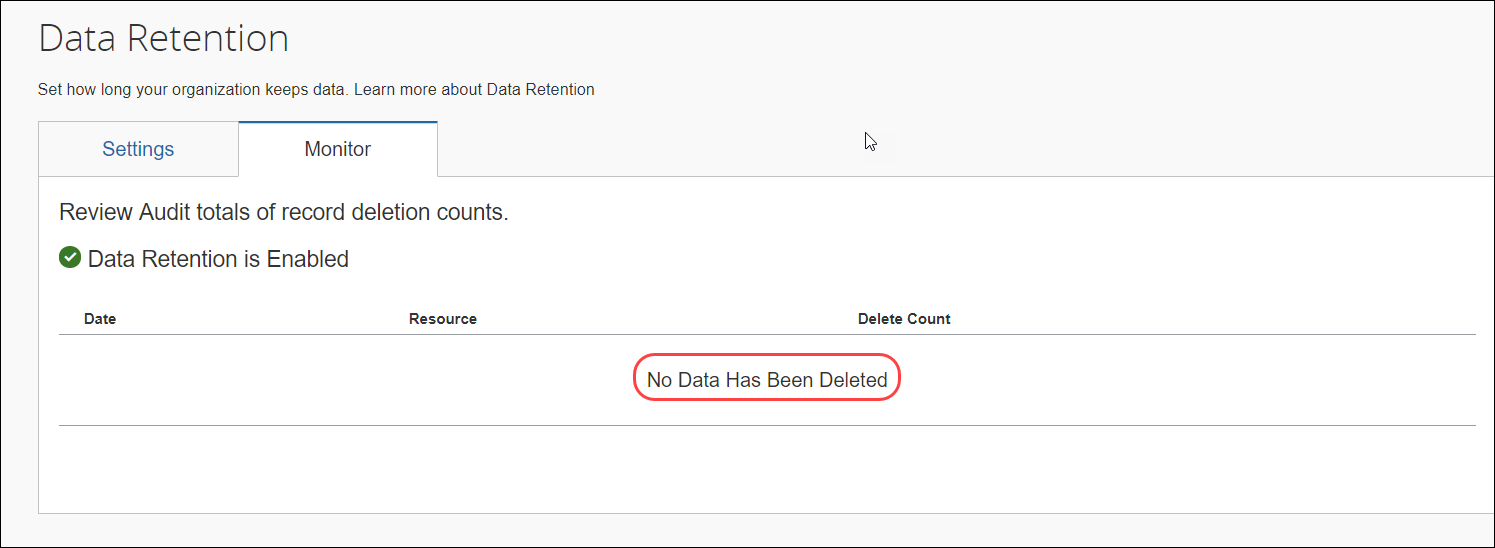 Data Retention
Set how long your organization keeps data. Learn more about Data Retention
Settings Monitor
Review Audit totals of record deletion counts.
Data Retention is Enabled
Date Resource Delete Count
No Data Has Been Deleted